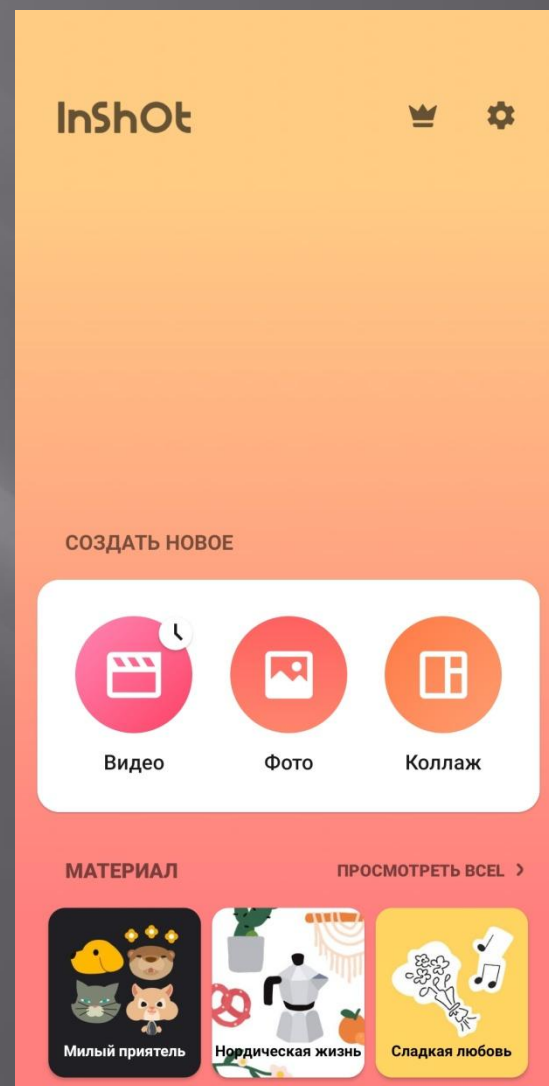 InShOt
СОЗДАТЬ НОВОЕ
Видео Фото Коллаж
МАТЕРИАЛ ПРОСМОТРЕТЬ ВСЕL >
Милый приятель Нордическая жизнь Сладкая любовь